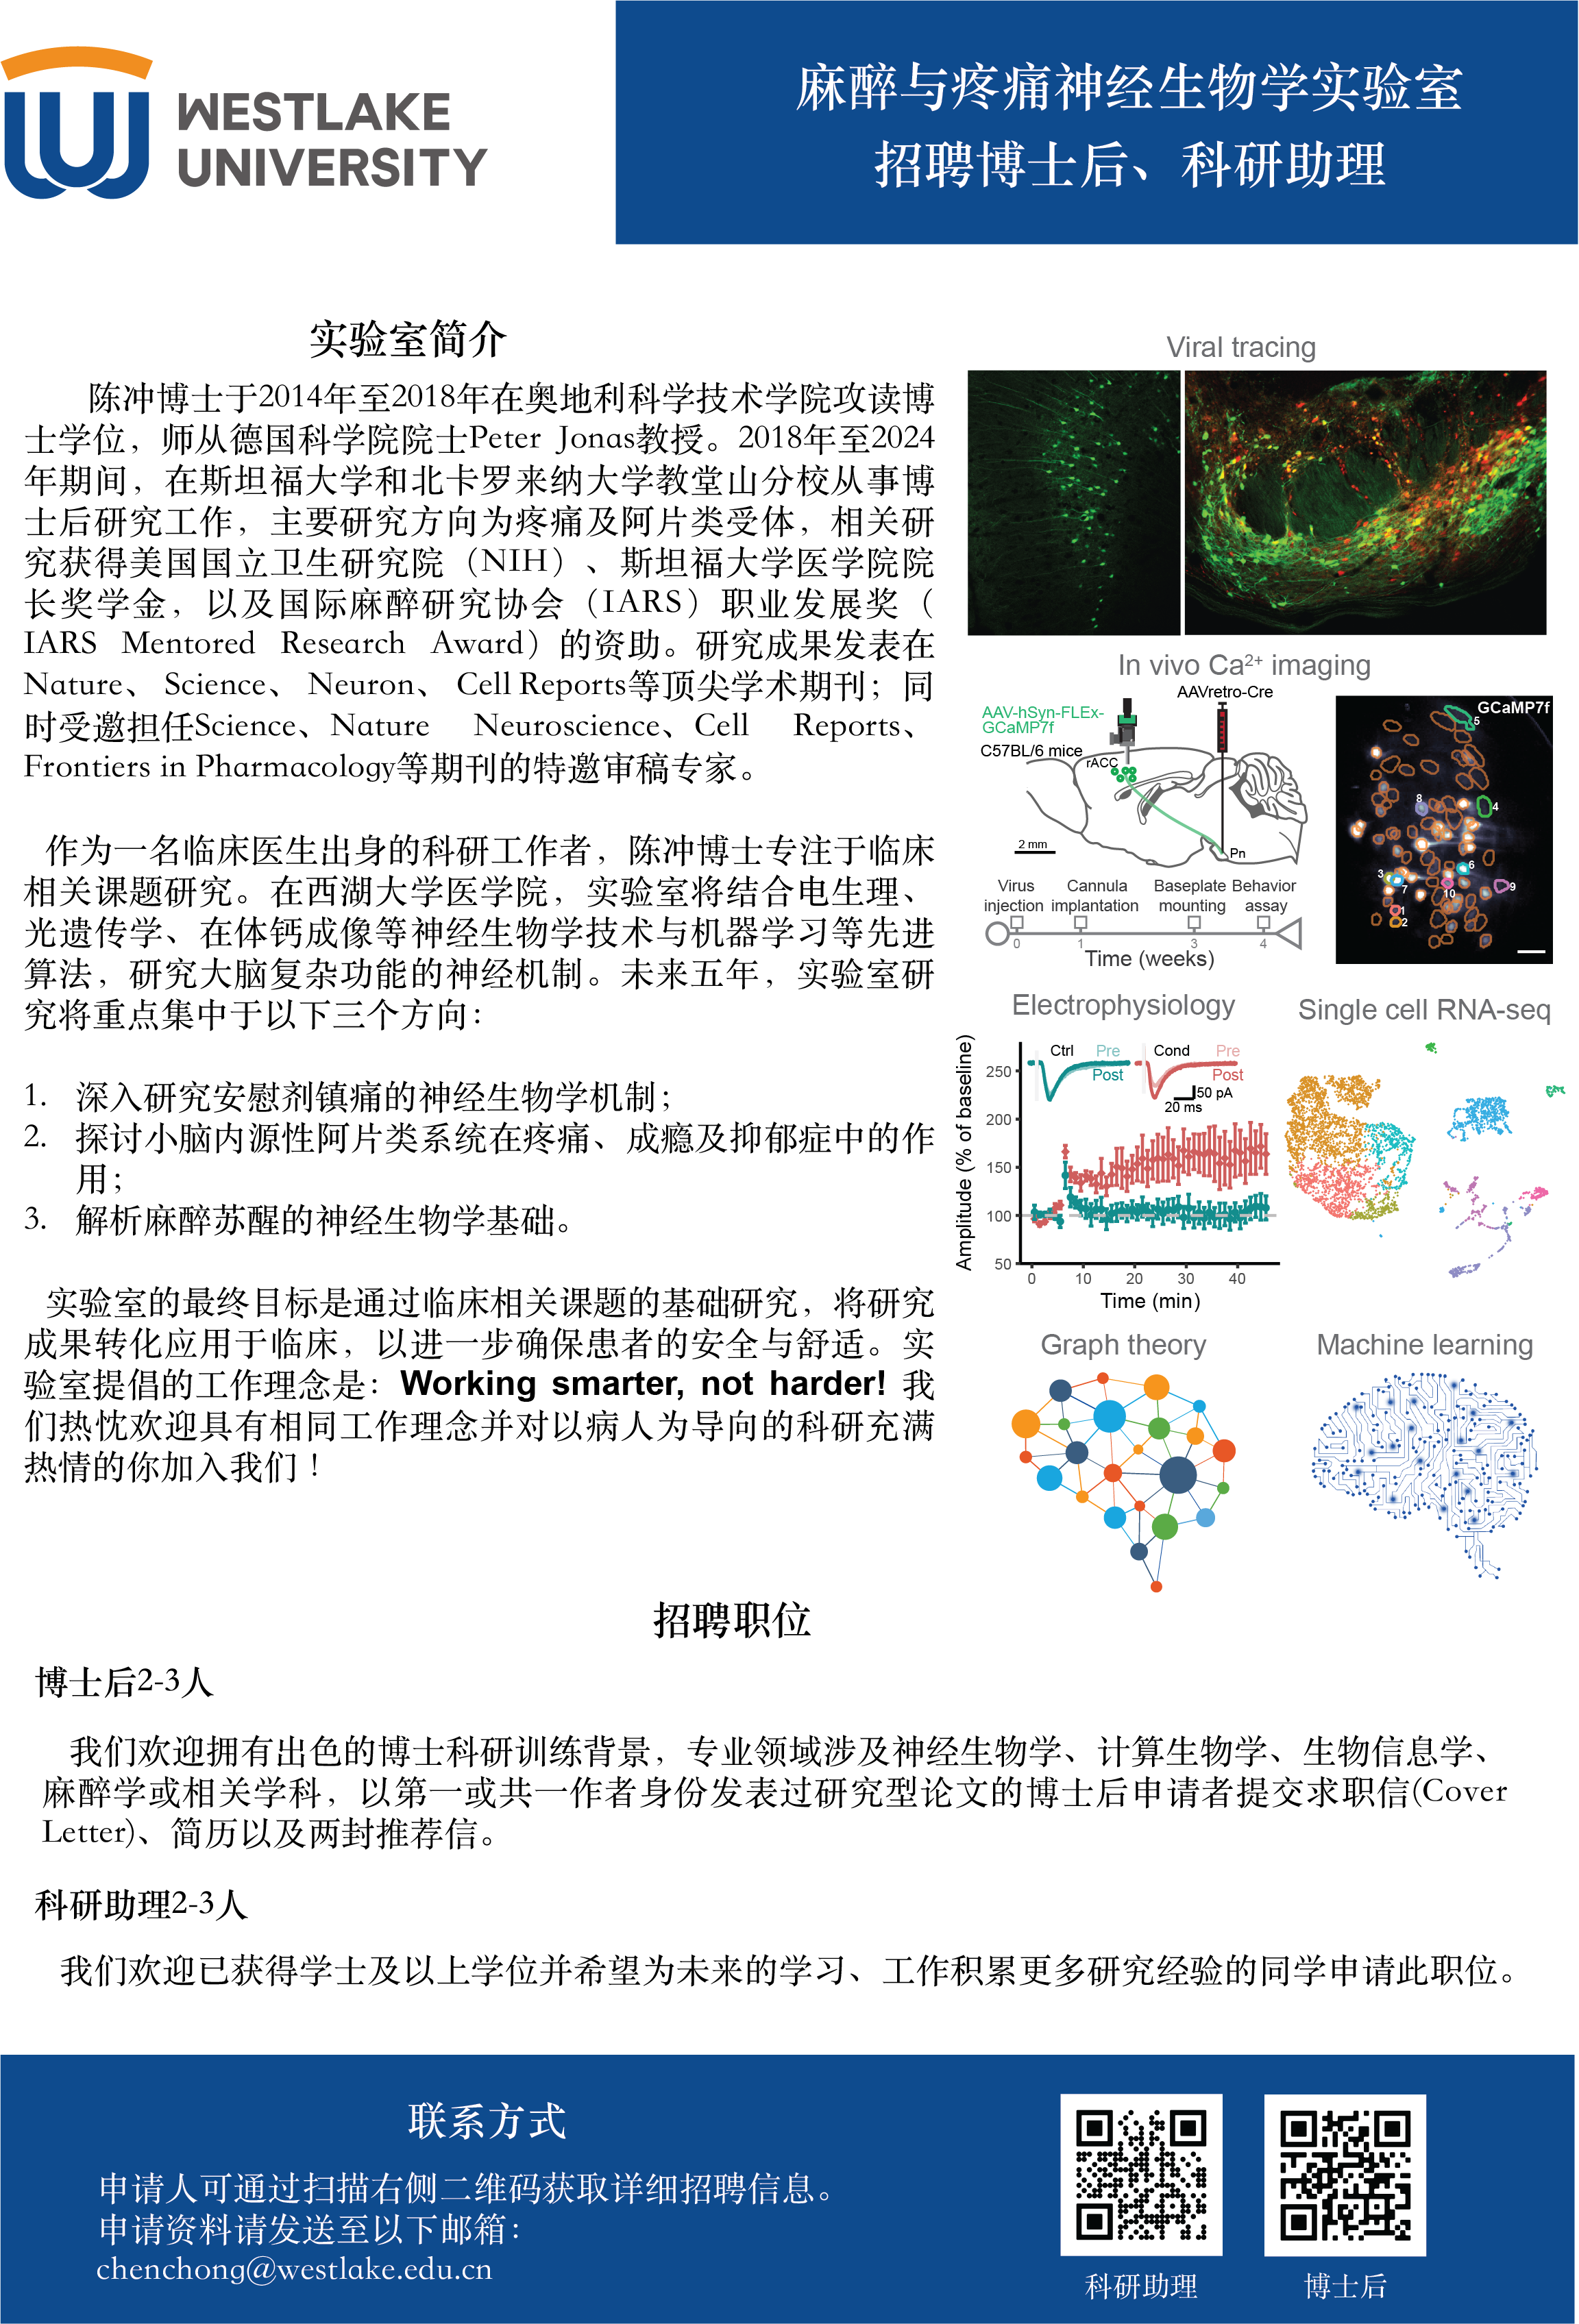 WESTLAKE
UNIVERSITY
麻醉与疼痛神经生物学实验室
招聘博士后、科研助理
实验室简介
陈冲博士于2014年至2018年在奥地利科学技术学院攻读博
士学位，师从德国科学院院士Peter Jonas教授。2018年至2024
年期间，在斯坦福大学和北卡罗来纳大学教堂山分校从事博
士后研究工作，主要研究方向为疼痛及阿片类受体，相关研
究获得美国国立卫生研究院（NIH）、斯坦福大学医学院院
长奖学金，以及国际麻醉研究协会（IARS）职业发展奖（
IARS Mentored Research Award）的资助。研究成果发表在
Nature、 Science、 Neuron、 Cell Reports等顶尖学术期刊；同
时受邀担任Science、Nature Neuroscience、Cell Reports、
Frontiers in Pharmacology等期刊的特邀审稿专家。
作为一名临床医生出身的科研工作者，陈冲博士专注于临床
相关课题研究。在西湖大学医学院，实验室将结合电生理、
光遗传学、在体钙成像等神经生物学技术与机器学习等先进
算法，研究大脑复杂功能的神经机制。未来五年，实验室研
究将重点集中于以下三个方向：
1. 深入研究安慰剂镇痛的神经生物学机制；
2. 探讨小脑内源性阿片类系统在疼痛、成瘾及抑郁症中的作
用；
3. 解析麻醉苏醒的神经生物学基础。
实验室的最终目标是通过临床相关课题的基础研究，将研究
成果转化应用于临床，以进一步确保患者的安全与舒适。实
验室提倡的工作理念是：Working smarter, not harder! 我
们热忱欢迎具有相同工作理念并对以病人为导向的科研充满
热情的你加入我们！
Viral tracing
In vivo Ca²⁺ imaging
AAVretro-Cre
AAV-hSyn-FLEx-
GCaMP7f
C57BL/6 mice
rACC
2 mm
Pn
Virus injection
Cannula implantation
Baseplate mounting
Behavior assay
0 1 3 4
Time (weeks)
GCaMP7f
5
8
4
3
7
6
10
9
1
2
Electrophysiology
Amplitude (% of baseline)
250
200
150
100
50
Ctrl Pre
Post
Cond Pre
Post
50 pA
20 ms
0 10 20 30 40
Time (min)
Single cell RNA-seq
Graph theory
Machine learning
招聘职位
博士后2-3人
我们欢迎拥有出色的博士科研训练背景，专业领域涉及神经生物学、计算生物学、生物信息学、
麻醉学或相关学科，以第一或共一作者身份发表过研究型论文的博士后申请者提交求职信(Cover
Letter)、简历以及两封推荐信。
科研助理2-3人
我们欢迎已获得学士及以上学位并希望为未来的学习、工作积累更多研究经验的同学申请此职位。
联系方式
申请人可通过扫描右侧二维码获取详细招聘信息。
申请资料请发送至以下邮箱：
chenchong@westlake.edu.cn
科研助理
博士后